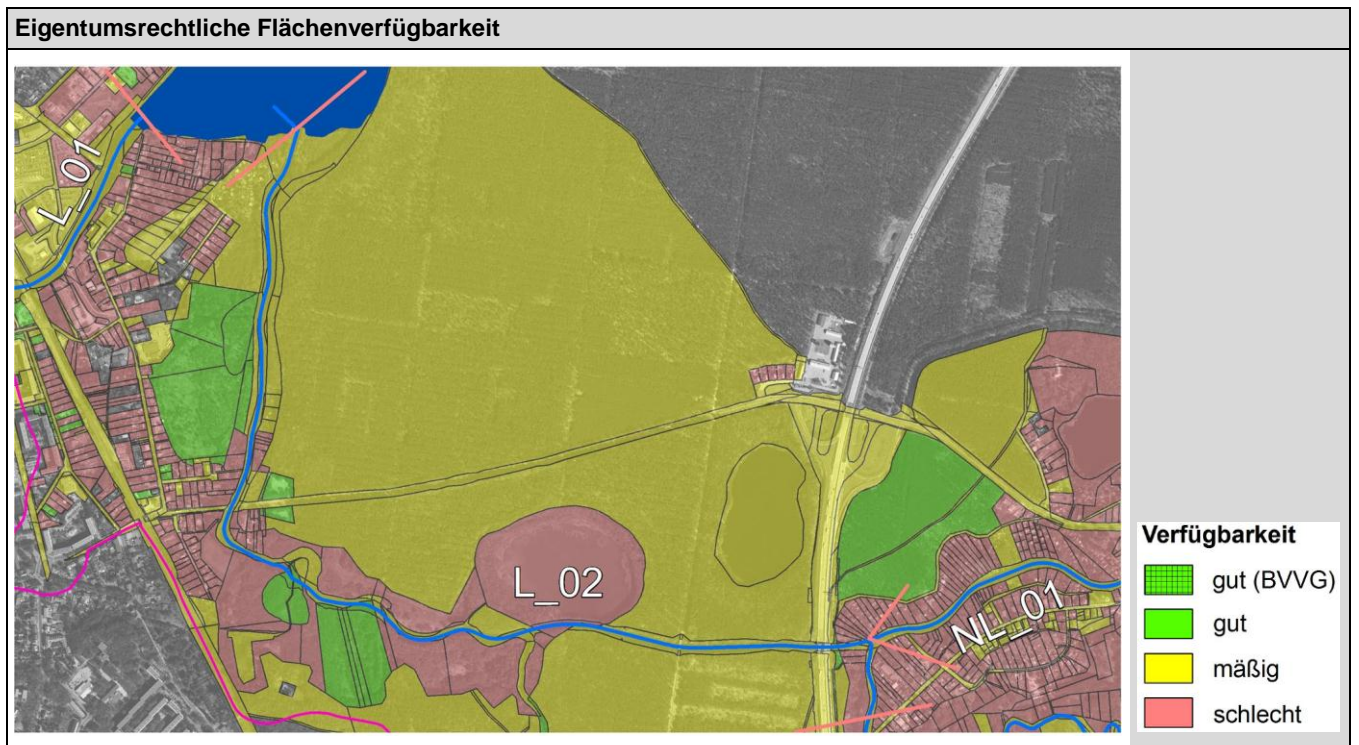 Eigentumsrechtliche Flächenverfügbarkeit
L_01
L_02
NL_01
Verfügbarkeit
gut (BVVG)
gut
mäßig
schlecht